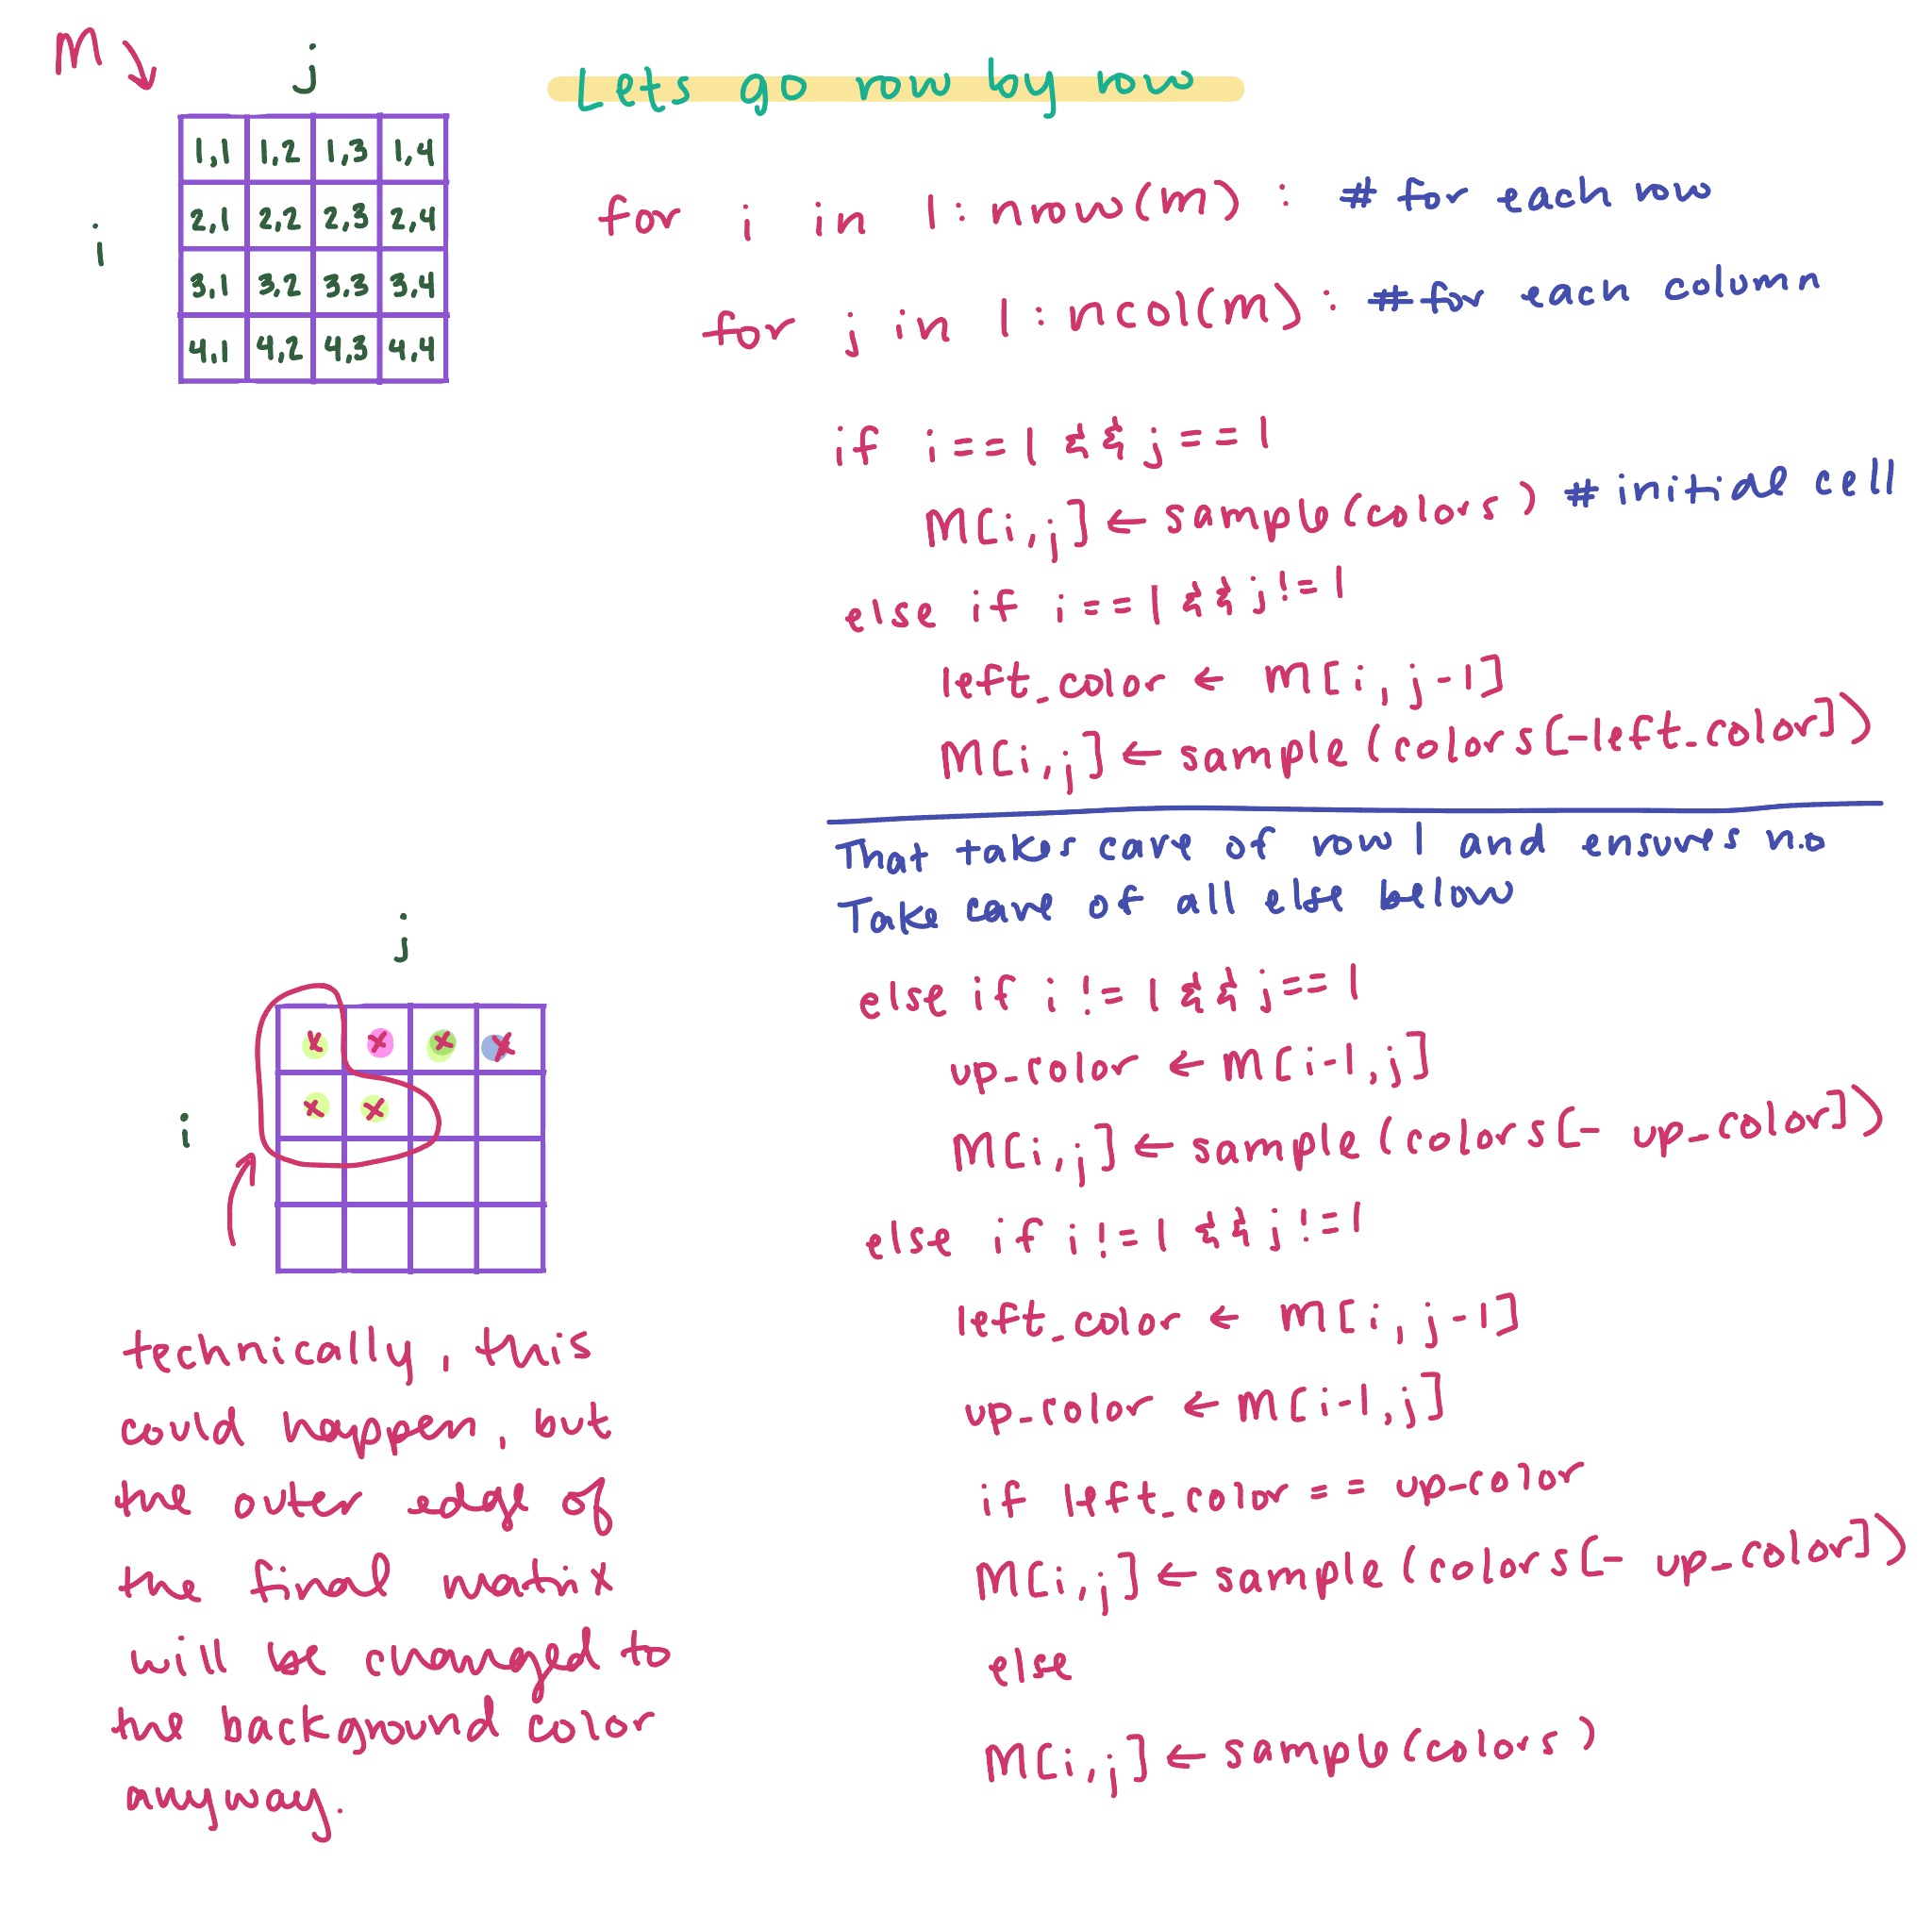 M
j
1,1 1,2 1,3 1,4
2,1 2,2 2,3 2,4
i
3,1 3,2 3,3 3,4
4,1 4,2 4,3 4,4
Lets go row by row
for i in 1:nrow(M) : # for each row
for j in 1:ncol(M) : # for each column
if i==1 && j==1
M[i,j] ← sample(colors) # initial cell
else if i==1 && j!=1
left_color ← M[i,j-1]
M[i,j] ← sample(colors[-left_color])
That takes care of row 1 and ensures n.o
Take care of all else below
else if i!=1 && j==1
up_color ← M[i-1,j]
M[i,j] ← sample(colors[-up_color])
else if i!=1 && j!=1
left_color ← M[i,j-1]
up_color ← M[i-1,j]
if left_color == up_color
M[i,j] ← sample(colors[-up_color])
else
M[i,j] ← sample(colors)
j
x x x x
i
x x
technically, this
could happen, but
the outer edge of
the final matrix
will be changed to
the background color
anyway.